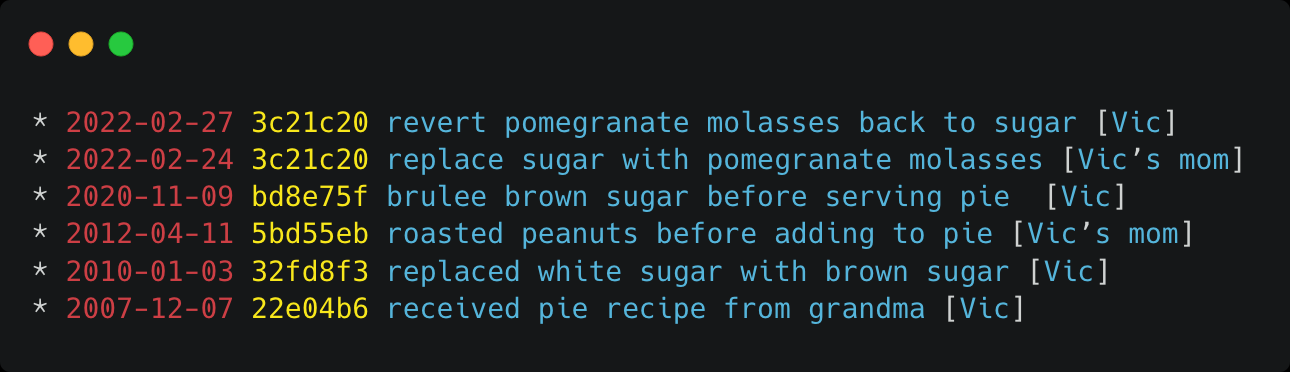 * 2022-02-27 3c21c20 revert pomegranate molasses back to sugar [Vic]
* 2022-02-24 3c21c20 replace sugar with pomegranate molasses [Vic’s mom]
* 2020-11-09 bd8e75f brulee brown sugar before serving pie  [Vic]
* 2012-04-11 5bd55eb roasted peanuts before adding to pie [Vic’s mom]
* 2010-01-03 32fd8f3 replaced white sugar with brown sugar [Vic]
* 2007-12-07 22e04b6 received pie recipe from grandma [Vic]